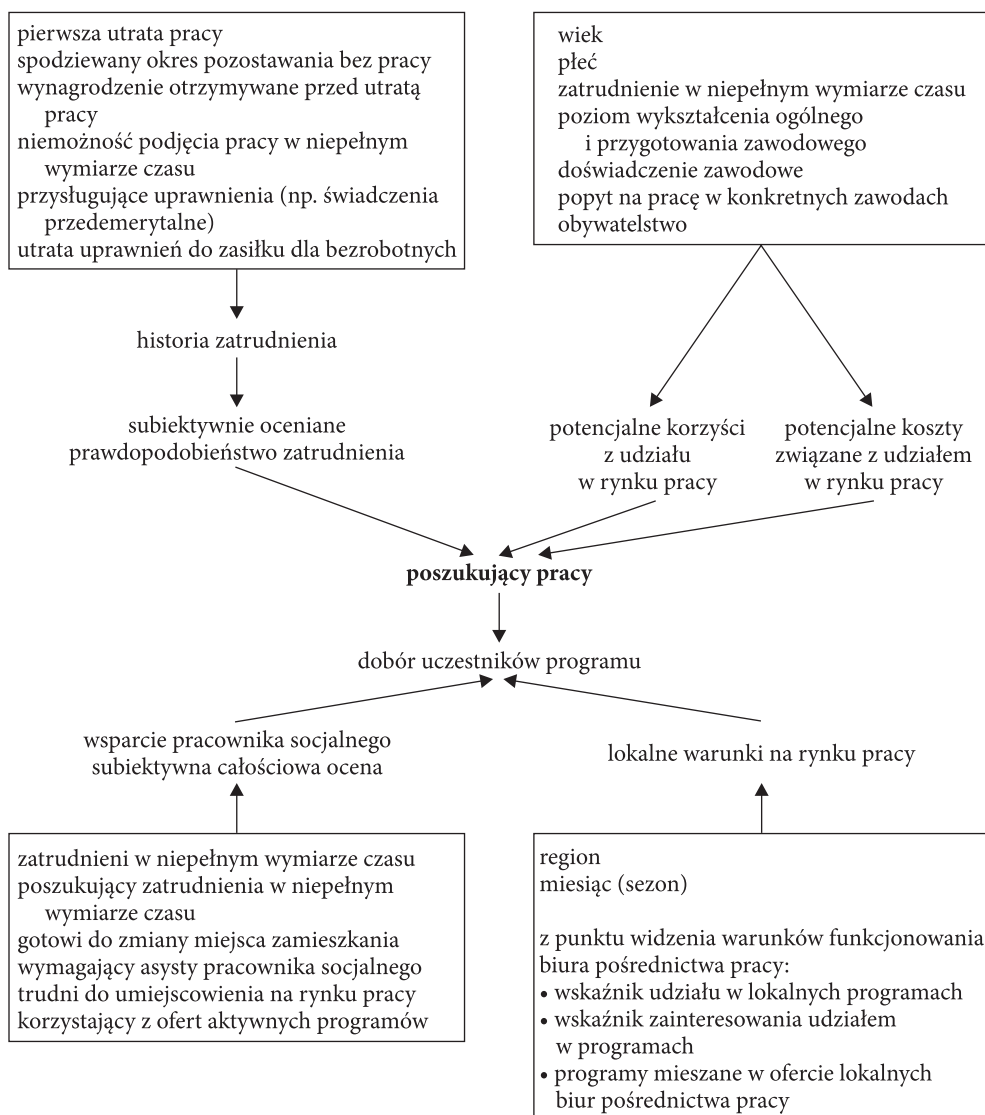 pierwsza utrata pracy
spodziewany okres pozostawania bez pracy
wynagrodzenie otrzymywane przed utratą
pracy
niemożność podjęcia pracy w niepełnym
wymiarze czasu
przysługujące uprawnienia (np. świadczenia
przedemerytalne)
utrata uprawnień do zasiłku dla bezrobotnych
wiek
płeć
zatrudnienie w niepełnym wymiarze czasu
poziom wykształcenia ogólnego
i przygotowania zawodowego
doświadczenie zawodowe
popyt na pracę w konkretnych zawodach
obywatelstwo
historia zatrudnienia
subiektywnie oceniane
prawdopodobieństwo zatrudnienia
potencjalne korzyści
z udziału
w rynku pracy
potencjalne koszty
związane z udziałem
w rynku pracy
poszukujący pracy
dobór uczestników programu
wsparcie pracownika socjalnego
subiektywna całościowa ocena
lokalne warunki na rynku pracy
zatrudnieni w niepełnym wymiarze czasu
poszukujący zatrudnienia w niepełnym
wymiarze czasu
gotowi do zmiany miejsca zamieszkania
wymagający asysty pracownika socjalnego
trudni do umiejscowienia na rynku pracy
korzystający z ofert aktywnych programów
region
miesiąc (sezon)
z punktu widzenia warunków funkcjonowania
biura pośrednictwa pracy:
• wskaźnik udziału w lokalnych programach
• wskaźnik zainteresowania udziałem
w programach
• programy mieszane w ofercie lokalnych
biur pośrednictwa pracy